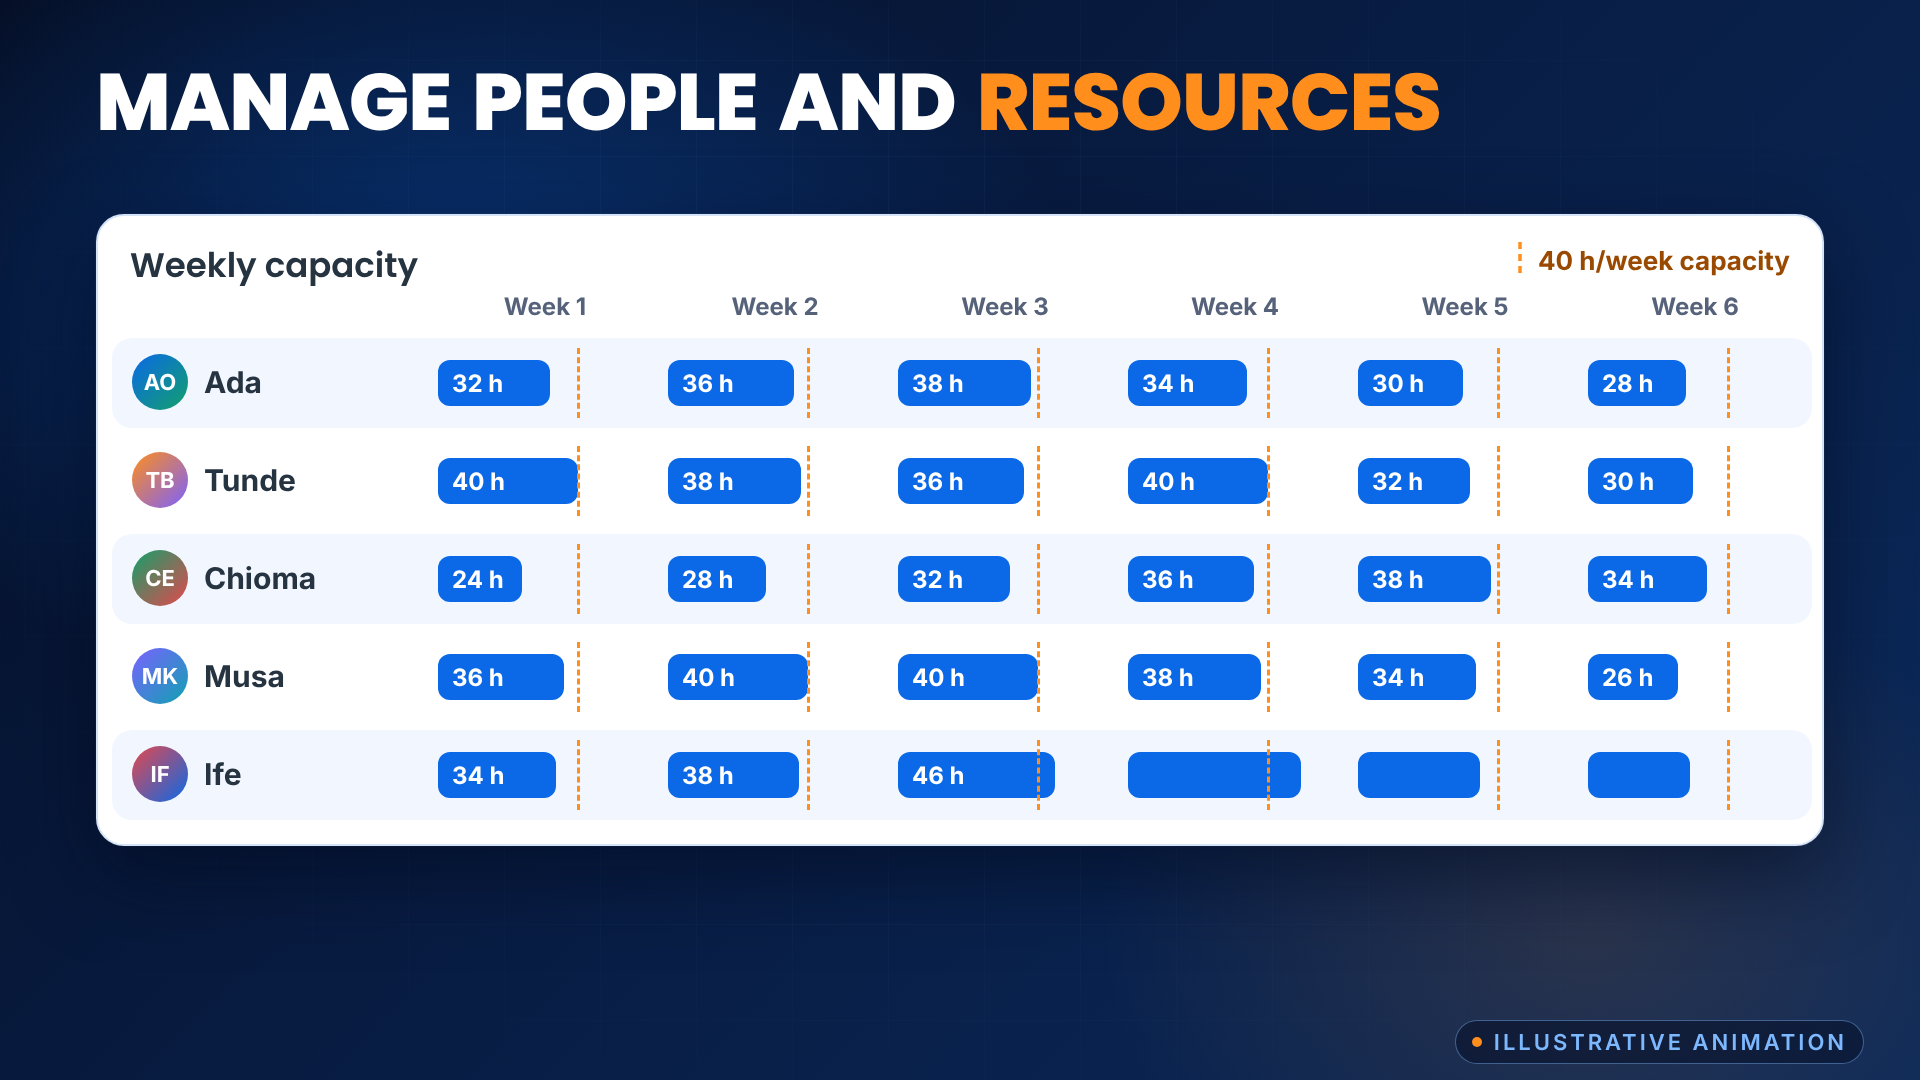 MANAGE PEOPLE AND RESOURCES
Weekly capacity
40 h/week capacity
Week 1 Week 2 Week 3 Week 4 Week 5 Week 6
AO Ada 32 h 36 h 38 h 34 h 30 h 28 h
TB Tunde 40 h 38 h 36 h 40 h 32 h 30 h
CE Chioma 24 h 28 h 32 h 36 h 38 h 34 h
MK Musa 36 h 40 h 40 h 38 h 34 h 26 h
IF Ife 34 h 38 h 46 h
ILLUSTRATIVE ANIMATION